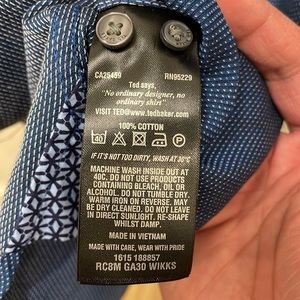 CA25469 RN95229
Ted says,
"No ordinary designer, no
ordinary shirt"
VISIT TED@www.tedbaker.com
100% COTTON
40
IF IT'S NOT TOO DIRTY, WASH AT 30°C
MACHINE WASH INSIDE OUT AT
40C. DO NOT USE PRODUCTS
CONTAINING BLEACH, OIL OR
ALCOHOL. DO NOT TUMBLE DRY.
WARM IRON ON REVERSE. MAY
BE DRY CLEANED. DO NOT LEAVE
IN DIRECT SUNLIGHT. RE-SHAPE
WHILST DAMP.
MADE IN VIETNAM
MADE WITH CARE, WEAR WITH PRIDE
1615 188857
RC8M GA30 WIKKS